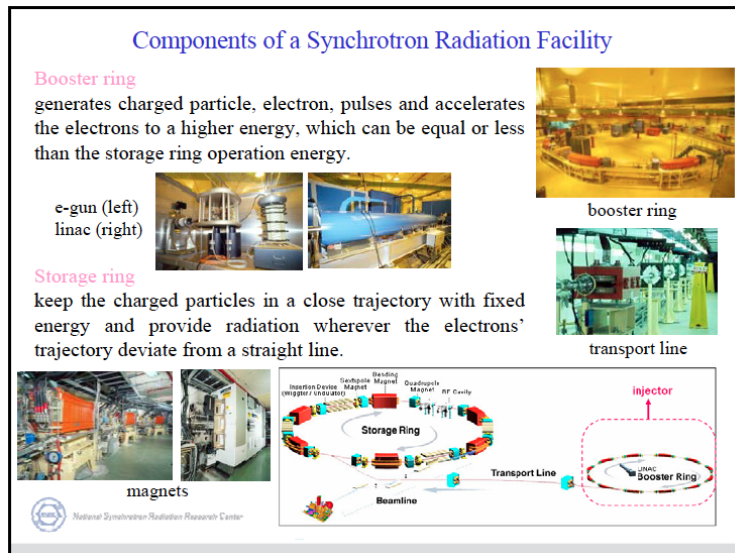 Components of a Synchrotron Radiation Facility
Booster ring
generates charged particle, electron, pulses and accelerates
the electrons to a higher energy, which can be equal or less
than the storage ring operation energy.
e-gun (left)
linac (right)
booster ring
Storage ring
keep the charged particles in a close trajectory with fixed
energy and provide radiation wherever the electrons'
trajectory deviate from a straight line.
transport line
magnets
Insertion Device
(Wiggler / Undulator)
Sextupole
Magnet
Bending
Magnet
Quadrupole
Magnet
RF Cavity
Storage Ring
injector
Transport Line
LINAC
Booster Ring
Beamline
National Synchrotron Radiation Research Center